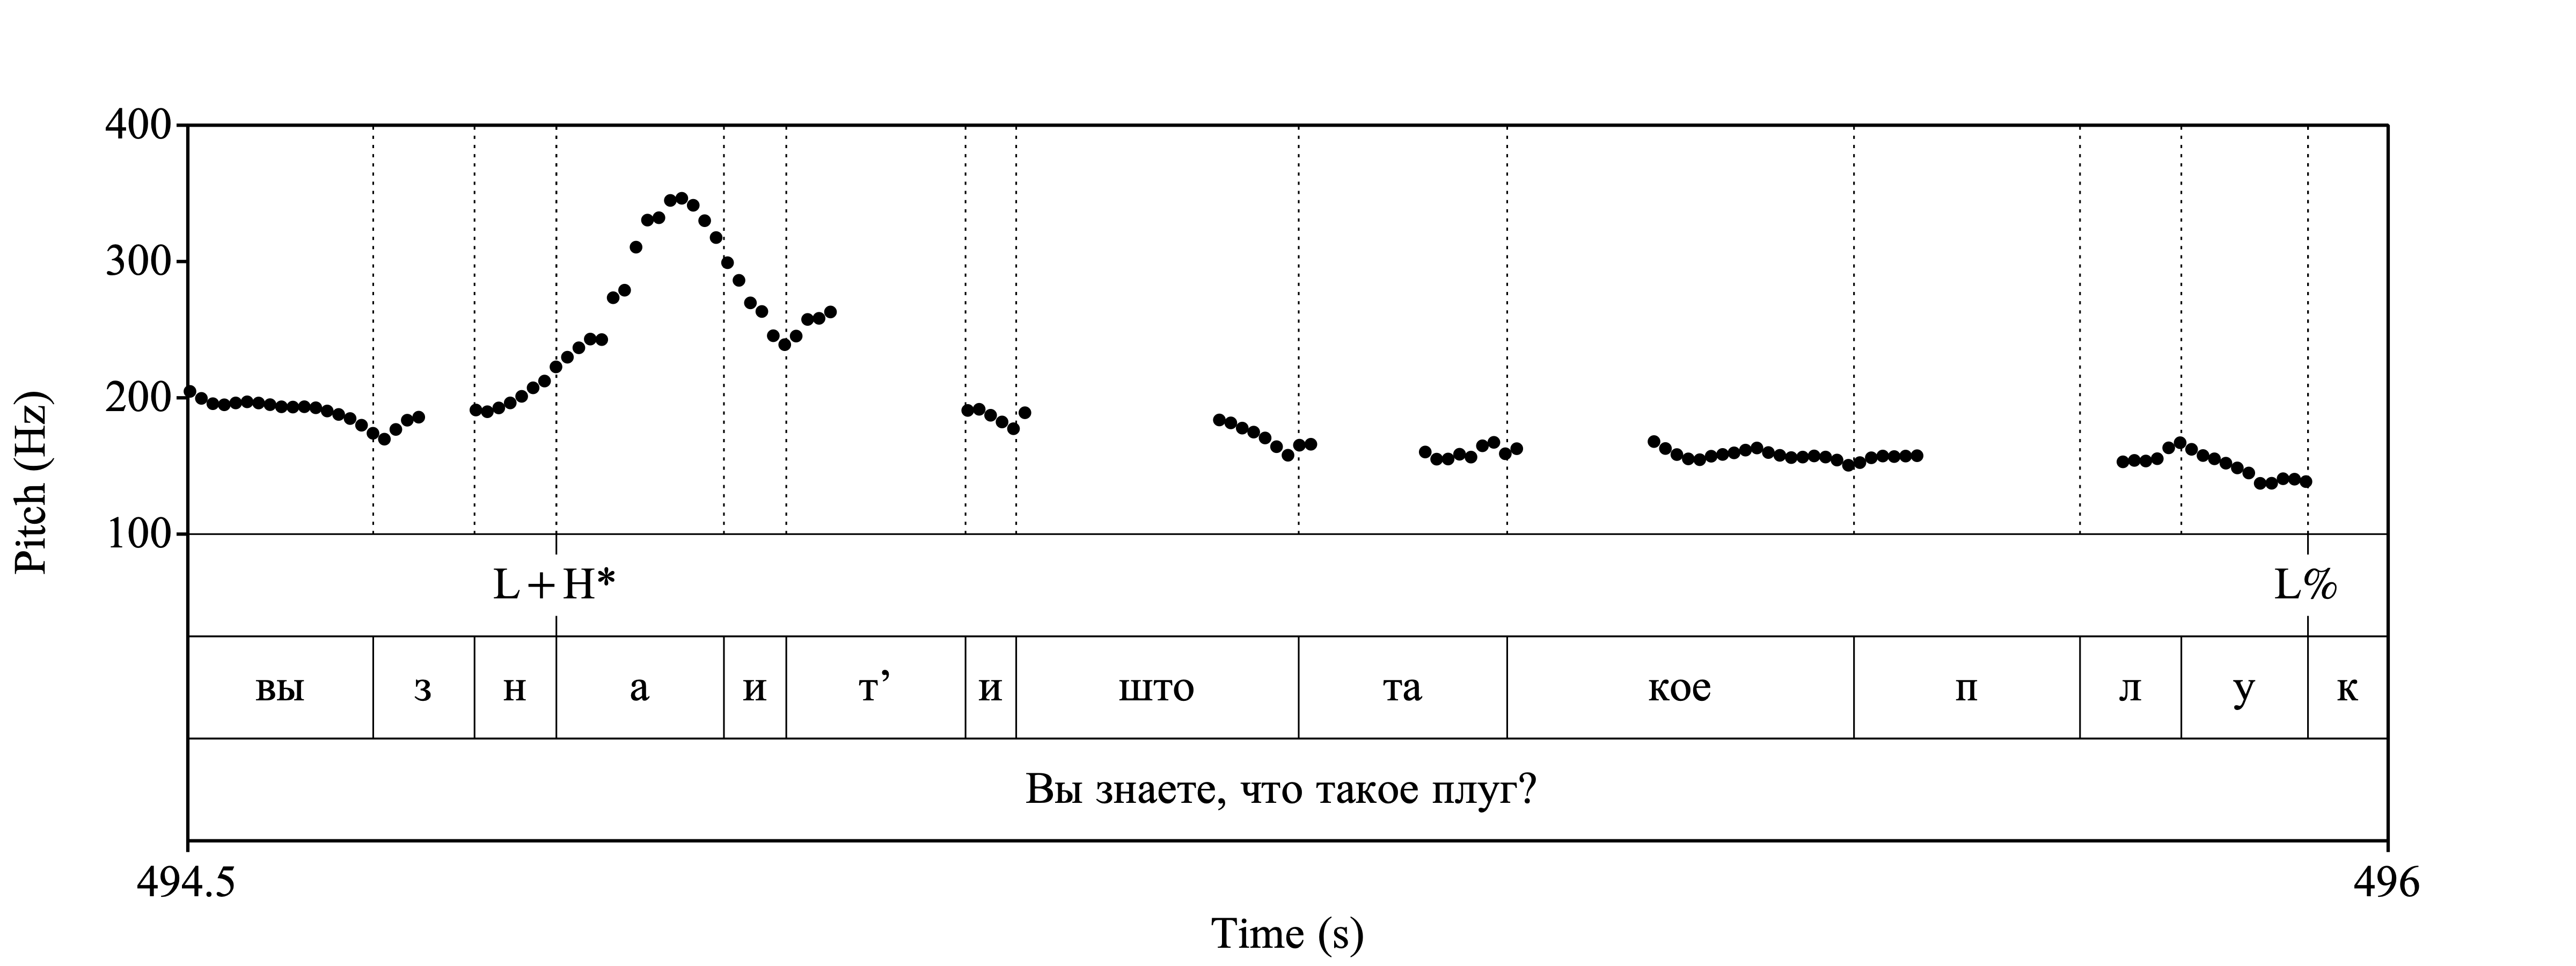 400
300
200
100
Pitch (Hz)
L+H* L%
вы з н а и т’ и што та кое п л у к
Вы знаете, что такое плуг?
494.5 496
Time (s)